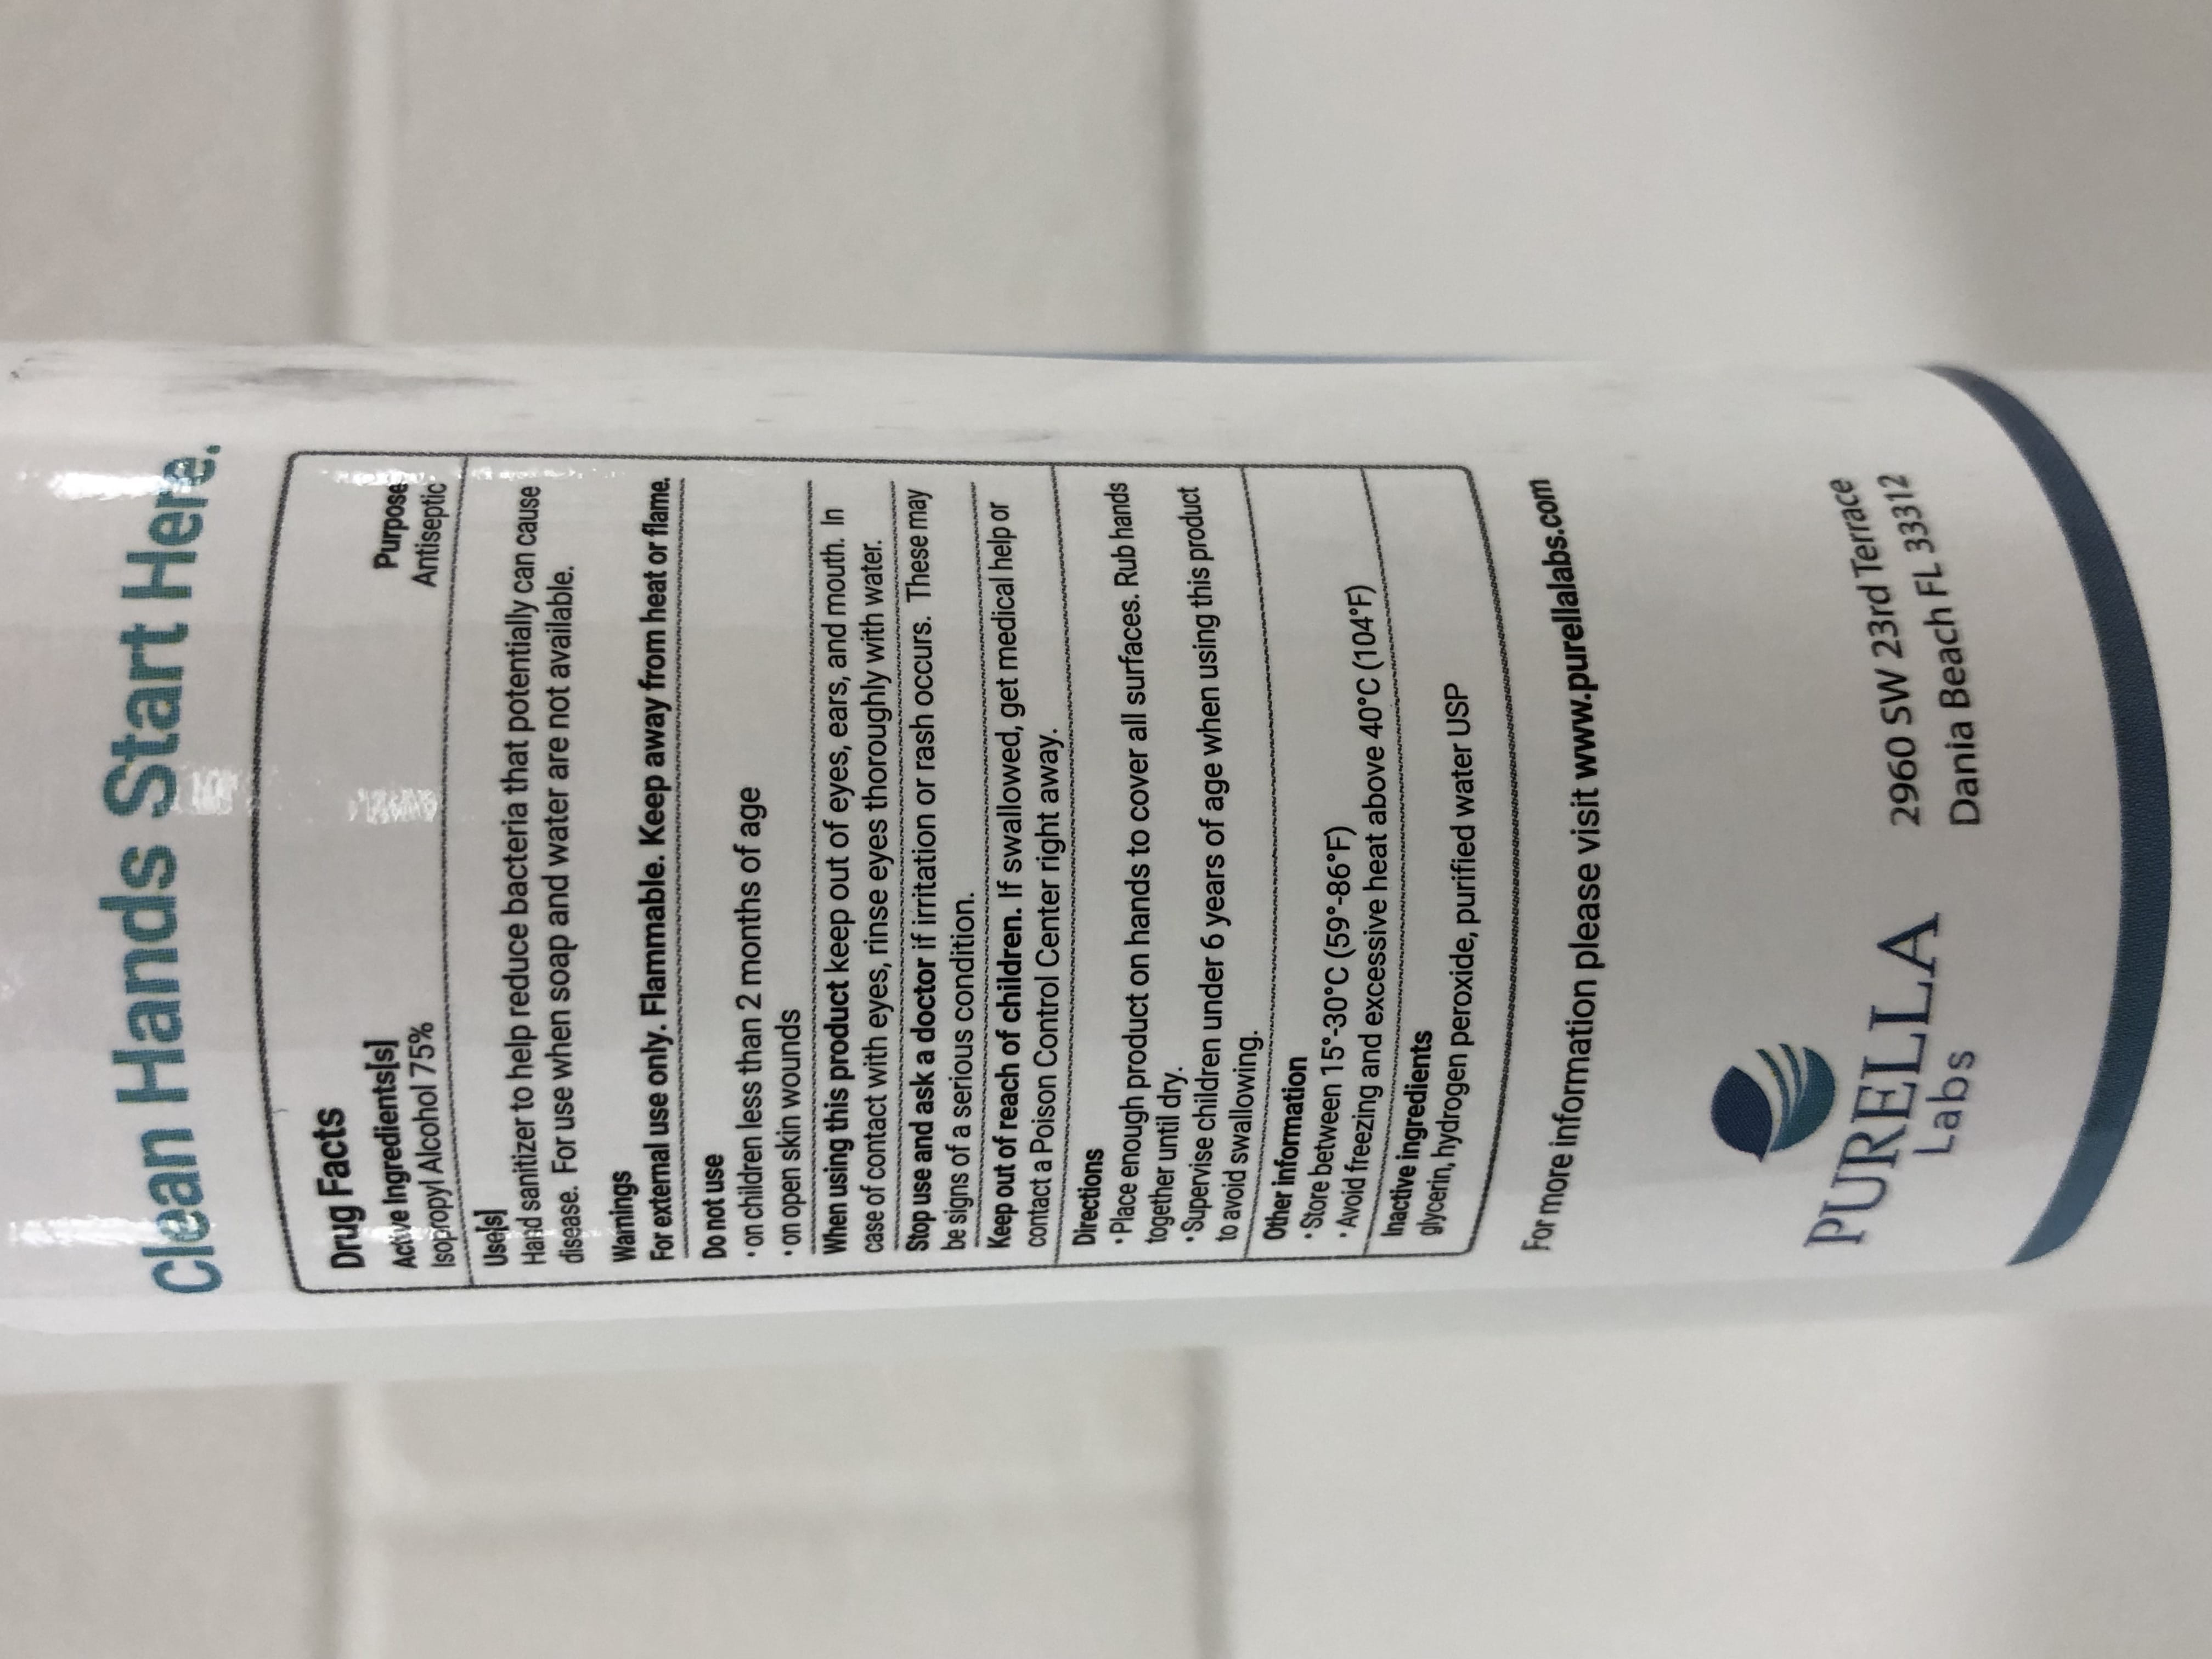 Clean Hands Start Here.
Drug Facts
Active Ingredients[s] Purpose
Isopropyl Alcohol 75% Antiseptic
Use[s]
Hand sanitizer to help reduce bacteria that potentially can cause
disease. For use when soap and water are not available.
Warnings
For external use only. Flammable. Keep away from heat or flame.
Do not use
• on children less than 2 months of age
• on open skin wounds
When using this product keep out of eyes, ears, and mouth. In
case of contact with eyes, rinse eyes thoroughly with water.
Stop use and ask a doctor if irritation or rash occurs. These may
be signs of a serious condition.
Keep out of reach of children. If swallowed, get medical help or
contact a Poison Control Center right away.
Directions
• Place enough product on hands to cover all surfaces. Rub hands
together until dry.
• Supervise children under 6 years of age when using this product
to avoid swallowing.
Other information
• Store between 15°-30°C (59°-86°F)
• Avoid freezing and excessive heat above 40°C (104°F)
Inactive ingredients
glycerin, hydrogen peroxide, purified water USP
For more information please visit www.purellalabs.com
PURELLA
Labs
2960 SW 23rd Terrace
Dania Beach FL 33312